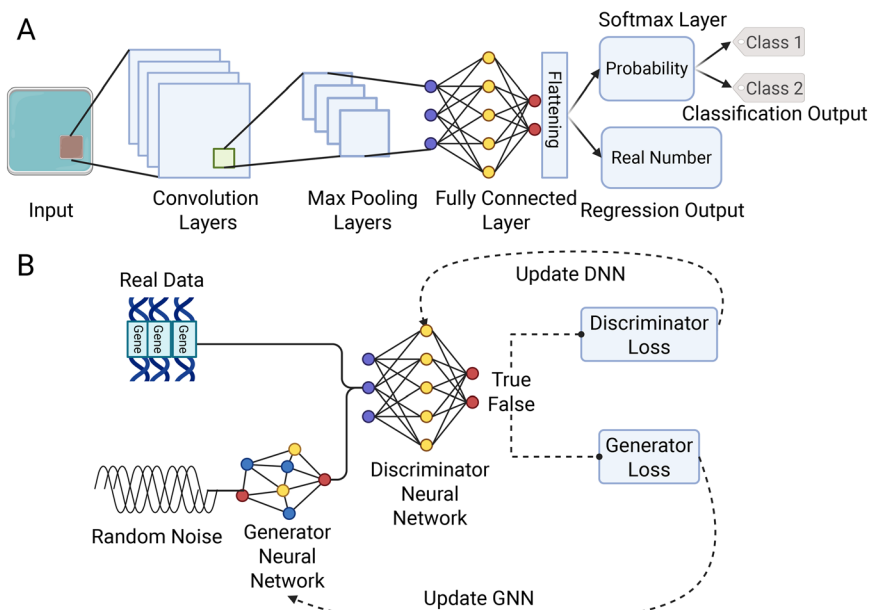 A
Softmax Layer
Probability
Class 1
Class 2
Classification Output
Flattening
Real Number
Input
Convolution
Layers
Max Pooling
Layers
Fully Connected
Layer
Regression Output
B
Real Data
Gene
Gene
Gene
Update DNN
Discriminator
Loss
True
False
Generator
Loss
Discriminator
Neural
Network
Random Noise
Generator
Neural
Network
Update GNN